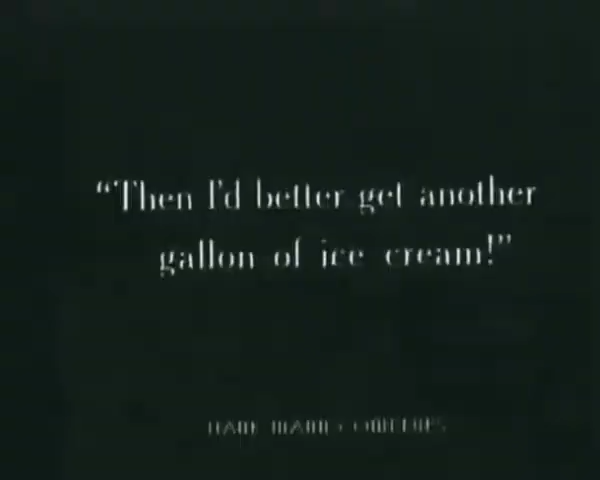 “Then I'd better get another
gallon of ice cream!”